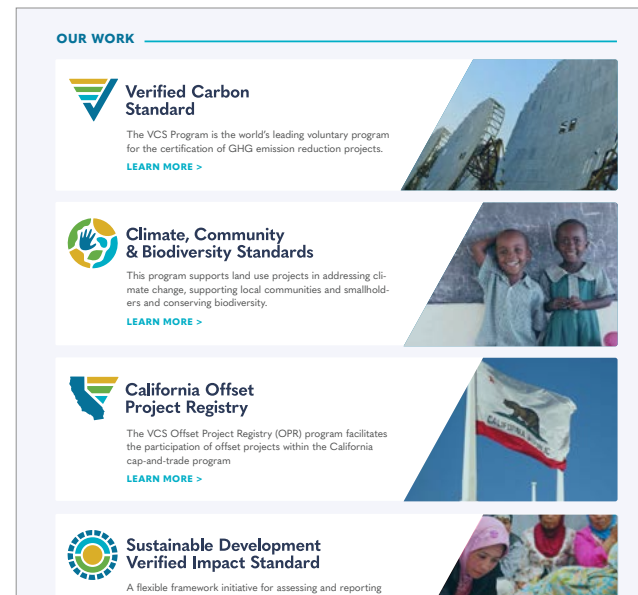 OUR WORK
Verified Carbon
Standard
The VCS Program is the world's leading voluntary program
for the certification of GHG emission reduction projects.
LEARN MORE >
Climate, Community
& Biodiversity Standards
This program supports land use projects in addressing cli-
mate change, supporting local communities and smallhold-
ers and conserving biodiversity.
LEARN MORE >
California Offset
Project Registry
The VCS Offset Project Registry (OPR) program facilitates
the participation of offset projects within the California
cap-and-trade program
LEARN MORE >
CALIFORNIA REPUBLIC
Sustainable Development
Verified Impact Standard
A flexible framework initiative for assessing and reporting